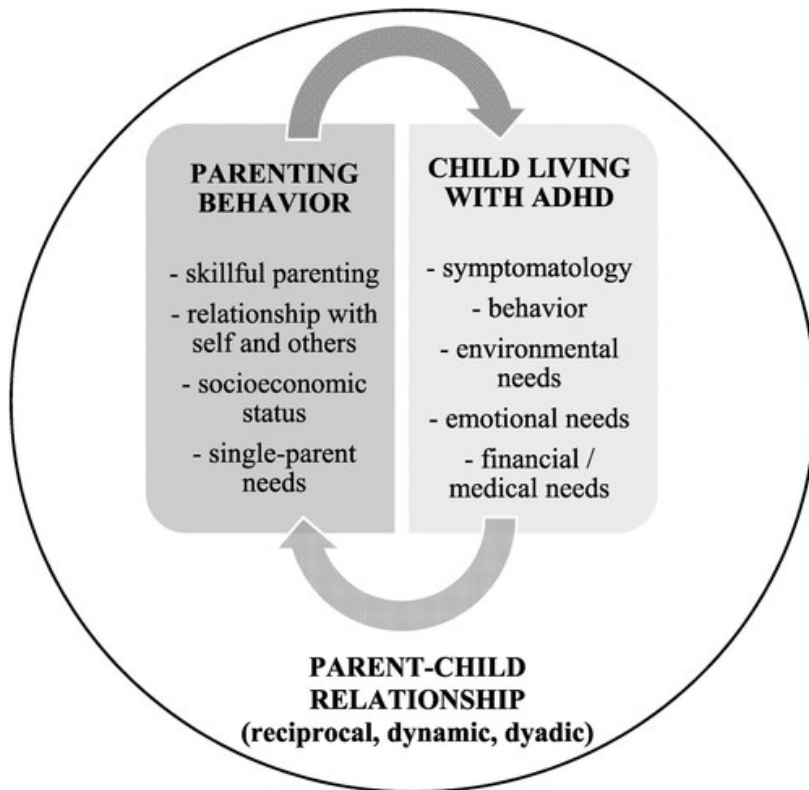 PARENTING
BEHAVIOR
- skillful parenting
- relationship with
self and others
- socioeconomic
status
- single-parent
needs
CHILD LIVING
WITH ADHD
- symptomatology
- behavior
- environmental
needs
- emotional needs
- financial /
medical needs
PARENT-CHILD
RELATIONSHIP
(reciprocal, dynamic, dyadic)